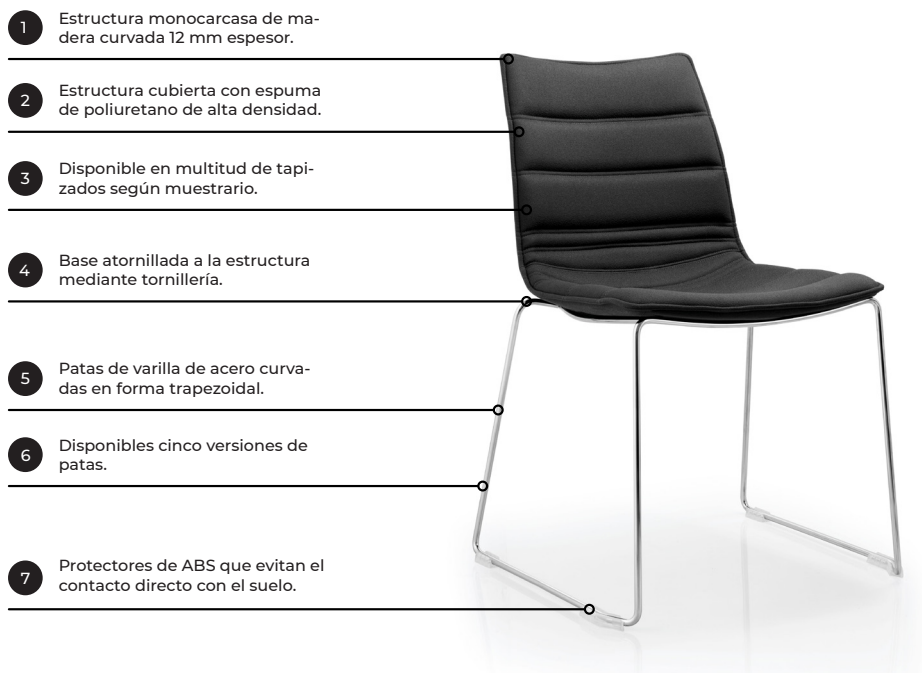 1
Estructura monocarcasa de ma-
dera curvada 12 mm espesor.
2
Estructura cubierta con espuma
de poliuretano de alta densidad.
3
Disponible en multitud de tapi-
zados según muestrario.
4
Base atornillada a la estructura
mediante tornillería.
5
Patas de varilla de acero curva-
das en forma trapezoidal.
6
Disponibles cinco versiones de
patas.
7
Protectores de ABS que evitan el
contacto directo con el suelo.